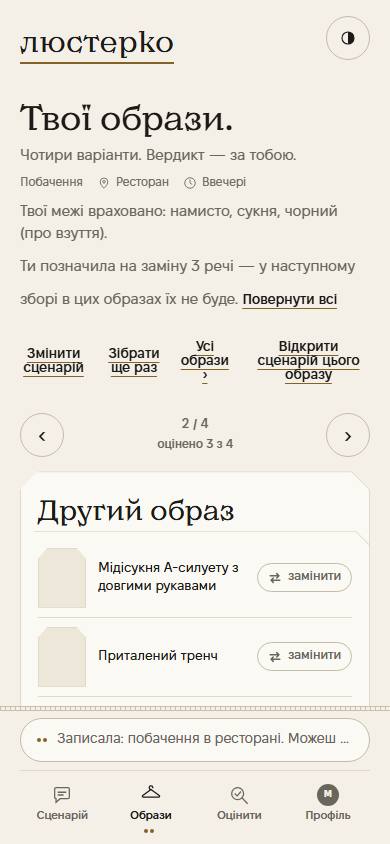 люстерко
Твої образи.
Чотири варіанти. Вердикт — за тобою.
Побачення Ресторан Ввечері
Твої межі враховано: намисто, сукня, чорний
(про взуття).
Ти позначила на заміну 3 речі — у наступному
зборі в цих образах їх не буде. Повернути всі
Змінити
сценарій
Зібрати
ще раз
Усі
образи
›
Відкрити
сценарій цього
образу
‹
2 / 4
оцінено 3 з 4
›
Другий образ
Мідісукня А-силуету з
довгими рукавами
замінити
Приталений тренч
замінити
Записала: побачення в ресторані. Можеш ...
Сценарій
Образи
Оцінити
М
Профіль